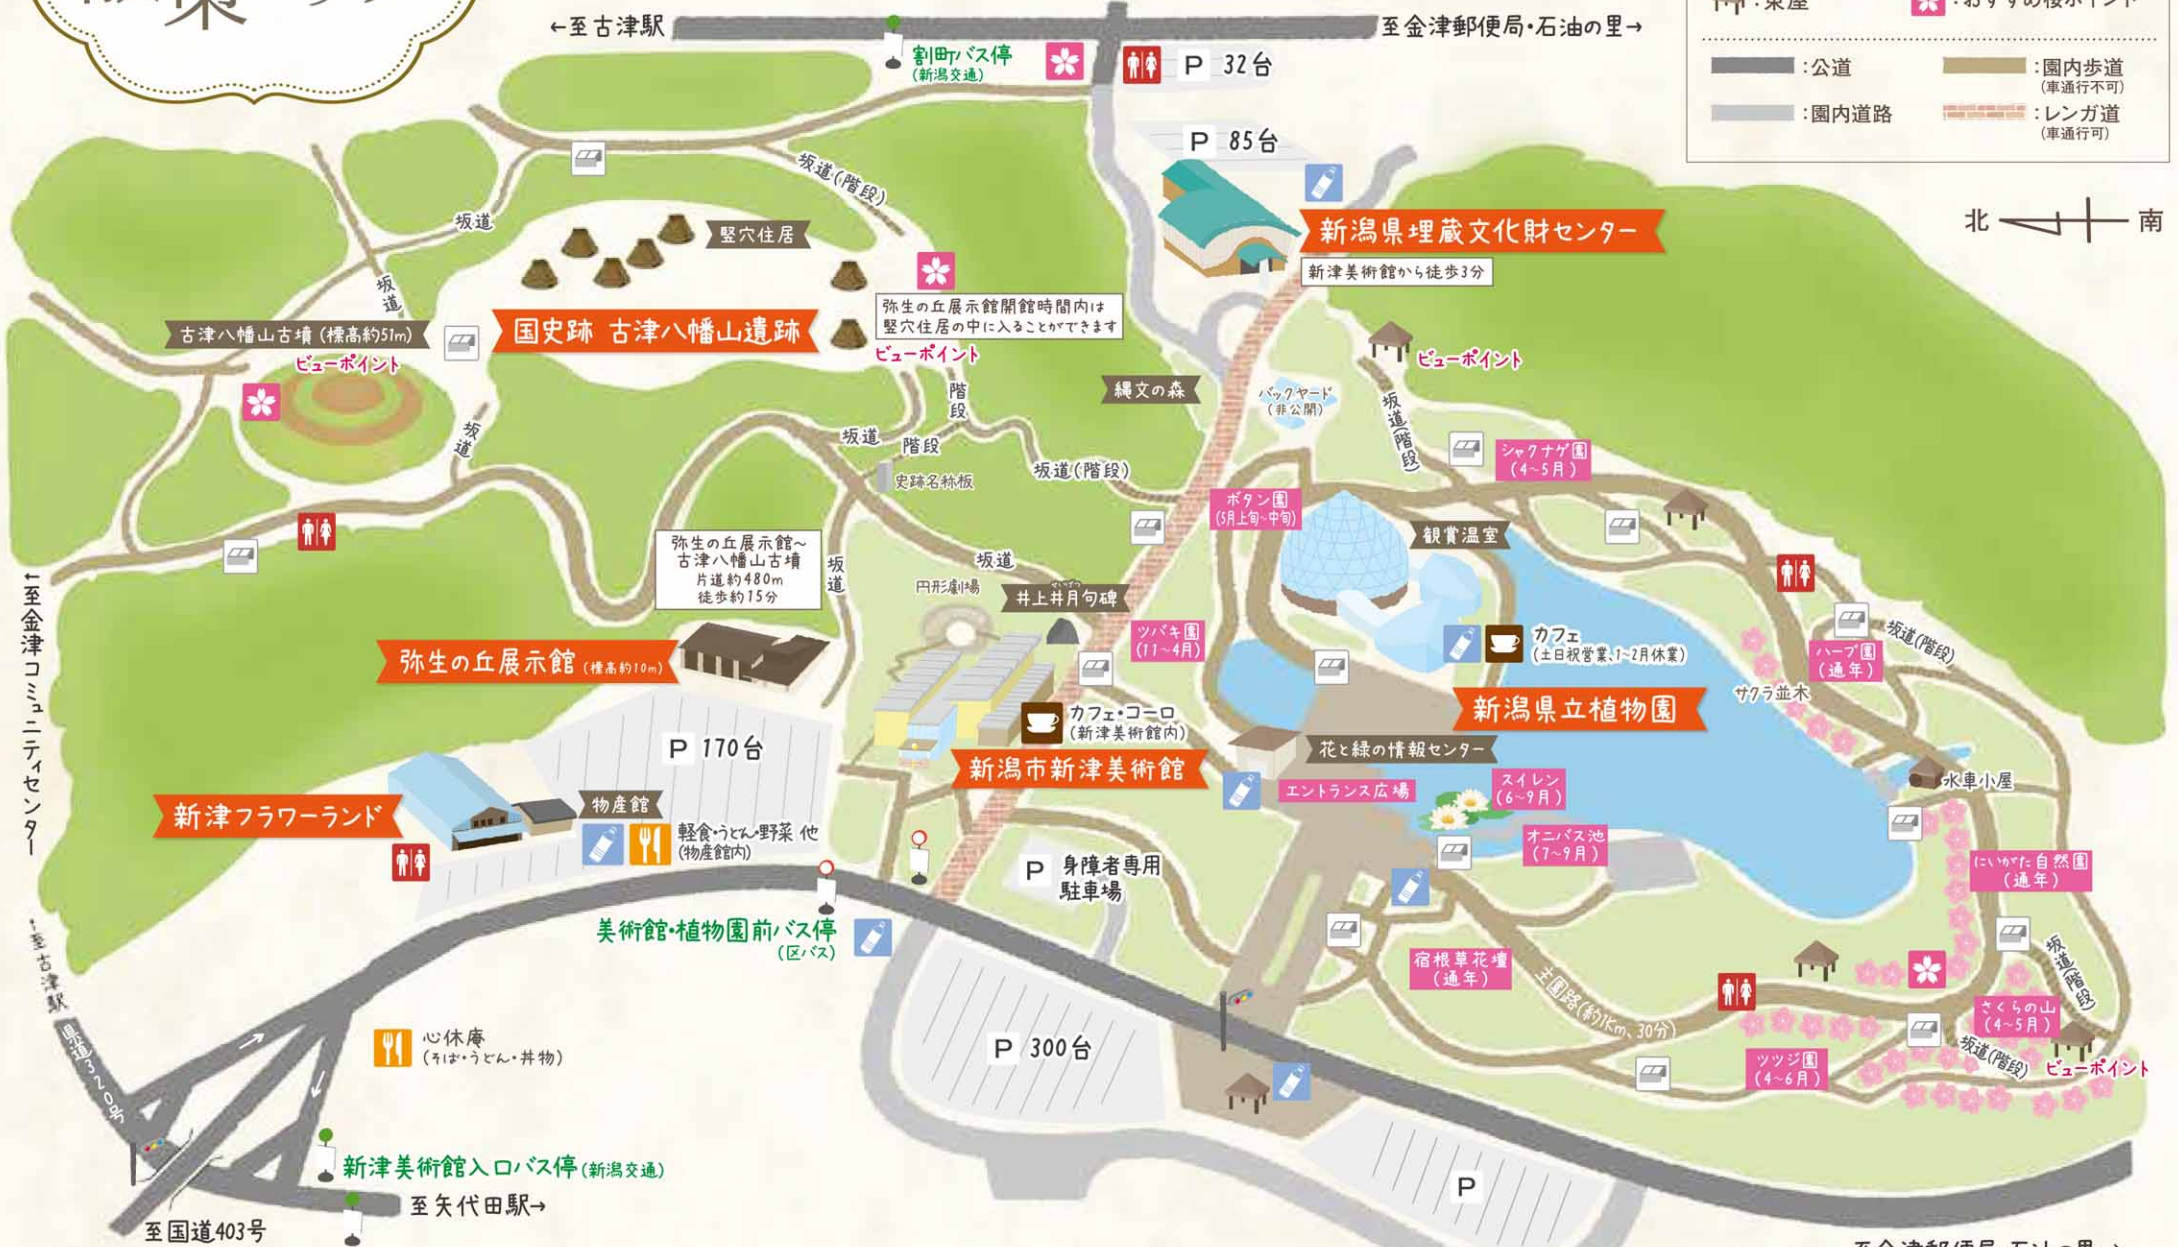 ←至古津駅
至金津郵便局・石油の里→
割町バス停
(新潟交通)
P 32台
P 85台
:東屋
:おすすめ桜ポイント
:公道
:園内歩道
(車通行不可)
:園内道路
:レンガ道
(車通行可)
北
南
坂道(階段)
坂道
竪穴住居
坂道
新潟県埋蔵文化財センター
新津美術館から徒歩3分
古津八幡山古墳(標高約51m)
ビューポイント
国史跡 古津八幡山遺跡
弥生の丘展示館開館時間内は
竪穴住居の中に入ることができます
ビューポイント
ビューポイント
縄文の森
バックヤード
(非公開)
階段
坂道
坂道
階段
坂道(階段)
坂道(階段)
史跡名称板
シャクナゲ園
(4~5月)
ボタン園
(5月上旬~中旬)
観賞温室
弥生の丘展示館~
古津八幡山古墳
片道約480m
徒歩約15分
坂道
坂道
円形劇場
せいげつ
井上井月句碑
ツバキ園
(11~4月)
←至金津コミュニティセンター
弥生の丘展示館(標高約10m)
カフェ
(土日祝営業、1~2月休業)
ハーブ園
(通年)
坂道(階段)
サクラ並木
新潟県立植物園
カフェ・コーロ
(新津美術館内)
P 170台
花と緑の情報センター
新潟市新津美術館
エントランス広場
スイレン
(6~9月)
水車小屋
新津フラワーランド
物産館
軽食・うどん・野菜 他
(物産館内)
オニバス池
(7~9月)
P 身障者専用
駐車場
にいがた自然園
(通年)
美術館・植物園前バス停
(区バス)
宿根草花壇
(通年)
主園路(約1Km、30分)
坂道(階段)
さくらの山
(4~5月)
←至古津駅
県道320号
心休庵
(そば・うどん・丼物)
P 300台
ツツジ園
(4~6月)
坂道(階段)
ビューポイント
新津美術館入口バス停(新潟交通)
P
至矢代田駅→
至国道403号